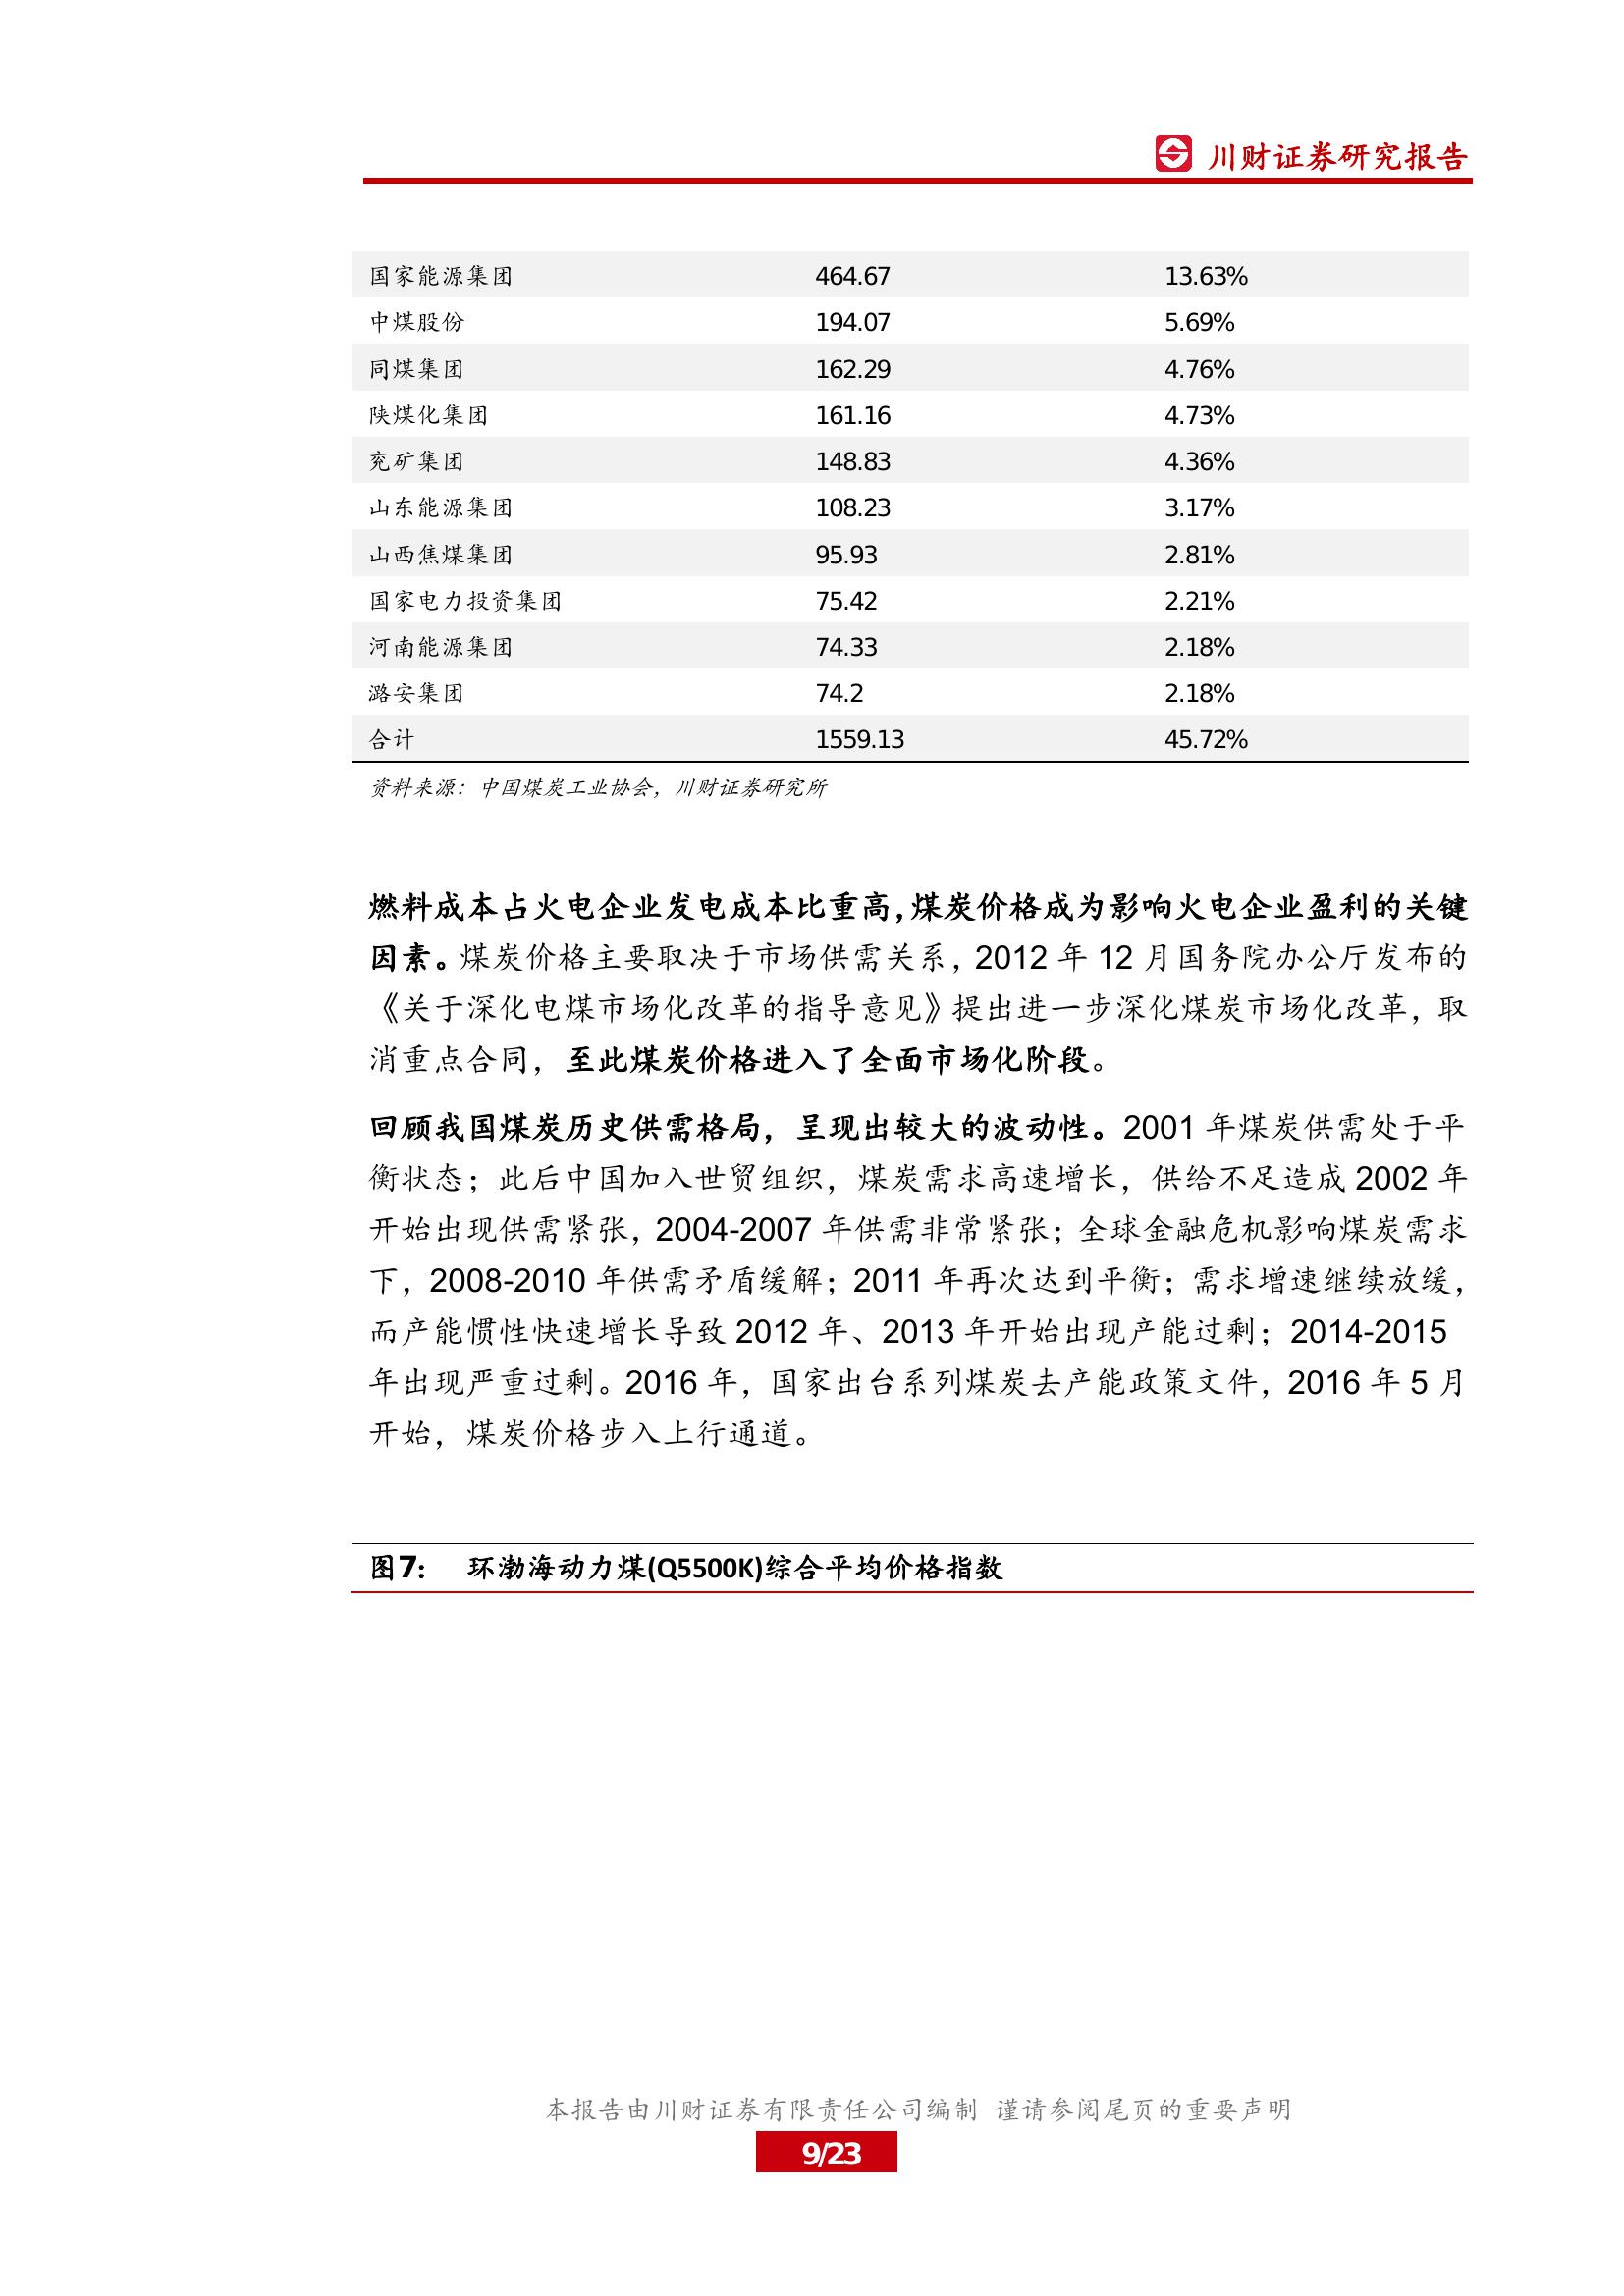 川财证券研究报告
国家能源集团 464.67 13.63%
中煤股份 194.07 5.69%
同煤集团 162.29 4.76%
陕煤化集团 161.16 4.73%
兖矿集团 148.83 4.36%
山东能源集团 108.23 3.17%
山西焦煤集团 95.93 2.81%
国家电力投资集团 75.42 2.21%
河南能源集团 74.33 2.18%
潞安集团 74.2 2.18%
合计 1559.13 45.72%
资料来源：中国煤炭工业协会，川财证券研究所
燃料成本占火电企业发电成本比重高，煤炭价格成为影响火电企业盈利的关键
因素。煤炭价格主要取决于市场供需关系，2012 年 12 月国务院办公厅发布的
《关于深化电煤市场化改革的指导意见》提出进一步深化煤炭市场化改革，取
消重点合同，至此煤炭价格进入了全面市场化阶段。
回顾我国煤炭历史供需格局，呈现出较大的波动性。2001 年煤炭供需处于平
衡状态；此后中国加入世贸组织，煤炭需求高速增长，供给不足造成 2002 年
开始出现供需紧张，2004-2007 年供需非常紧张；全球金融危机影响煤炭需求
下，2008-2010 年供需矛盾缓解；2011 年再次达到平衡；需求增速继续放缓，
而产能惯性快速增长导致 2012 年、2013 年开始出现产能过剩；2014-2015
年出现严重过剩。2016 年，国家出台系列煤炭去产能政策文件，2016 年 5 月
开始，煤炭价格步入上行通道。
图7： 环渤海动力煤(Q5500K)综合平均价格指数
本报告由川财证券有限责任公司编制 谨请参阅尾页的重要声明
9/23